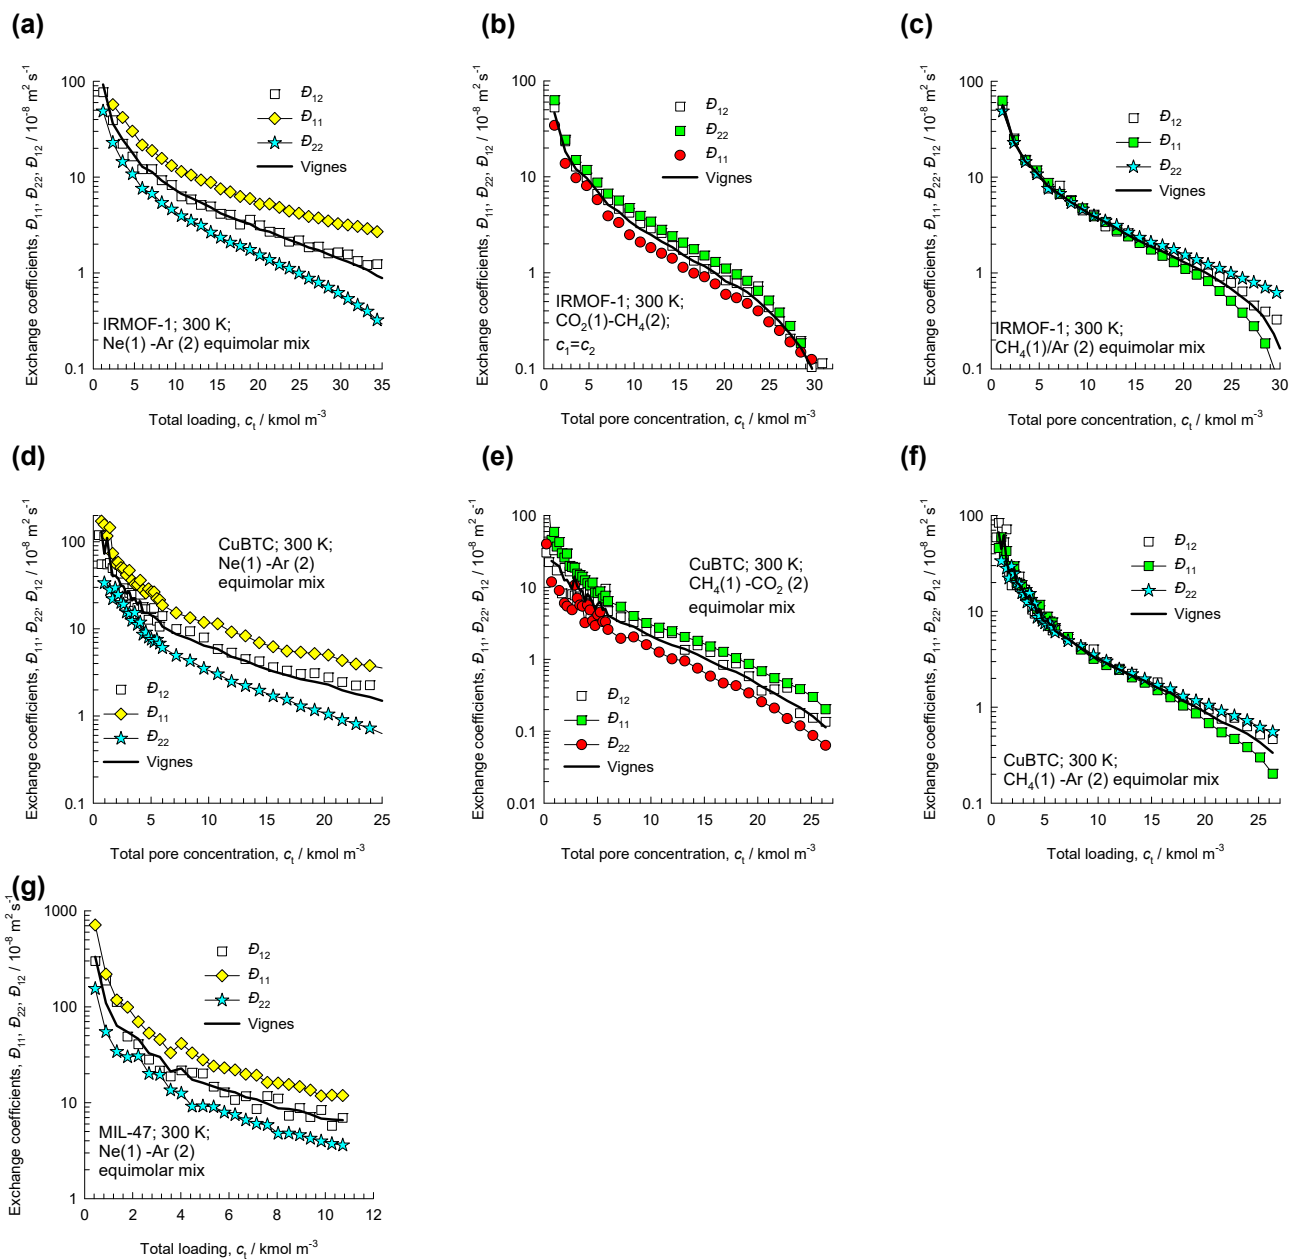 (a)
Exchange coefficients, Đ11, Đ22, Đ12 / 10-8 m2 s-1
100
10
1
0.1
Đ12
Đ11
Đ22
Vignes
IRMOF-1; 300 K;
Ne(1) -Ar (2) equimolar mix
0 5 10 15 20 25 30 35
Total loading, ct / kmol m-3
(b)
Exchange coefficients, Đ11, Đ22, Đ12 / 10-8 m2 s-1
100
10
1
0.1
Đ12
Đ22
Đ11
Vignes
IRMOF-1; 300 K;
CO2(1)-CH4(2);
c1=c2
0 5 10 15 20 25 30
Total pore concentration, ct / kmol m-3
(c)
Exchange coefficients, Đ11, Đ22, Đ12 / 10-8 m2 s-1
100
10
1
0.1
Đ12
Đ11
Đ22
Vignes
IRMOF-1; 300 K;
CH4(1)/Ar (2) equimolar mix
0 5 10 15 20 25 30
Total pore concentration, ct / kmol m-3
(d)
Exchange coefficients, Đ11, Đ22, Đ12 / 10-8 m2 s-1
100
10
1
0.1
CuBTC; 300 K;
Ne(1) -Ar (2)
equimolar mix
Đ12
Đ11
Đ22
Vignes
0 5 10 15 20 25
Total pore concentration, ct / kmol m-3
(e)
Exchange coefficients, Đ11, Đ22, Đ12 / 10-8 m2 s-1
100
10
1
0.1
0.01
CuBTC; 300 K;
CH4(1) -CO2 (2)
equimolar mix
Đ12
Đ11
Đ22
Vignes
0 5 10 15 20 25
Total pore concentration, ct / kmol m-3
(f)
Exchange coefficients, Đ11, Đ22, Đ12 / 10-8 m2 s-1
100
10
1
0.1
Đ12
Đ11
Đ22
Vignes
CuBTC; 300 K;
CH4(1) -Ar (2) equimolar mix
0 5 10 15 20 25
Total loading, ct / kmol m-3
(g)
Exchange coefficients, Đ11, Đ22, Đ12 / 10-8 m2 s-1
1000
100
10
1
Đ12
Đ11
Đ22
Vignes
MIL-47; 300 K;
Ne(1) -Ar (2)
equimolar mix
0 2 4 6 8 10 12
Total loading, ct / kmol m-3